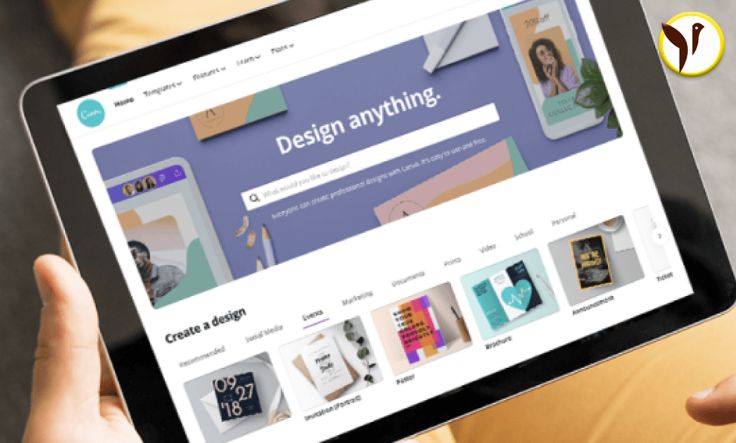 Canva
Home Templates Features Learn Plans
Design anything.
What would you like to design?
Everyone can create professional designs with Canva. It's easy to use and free.
20% off
Create a design
Recommended Social Media Events Marketing Documents Prints Video School Personal
09
27
'18
Invitation (Portrait)
Poster
Brochure
Announcement
Ticket